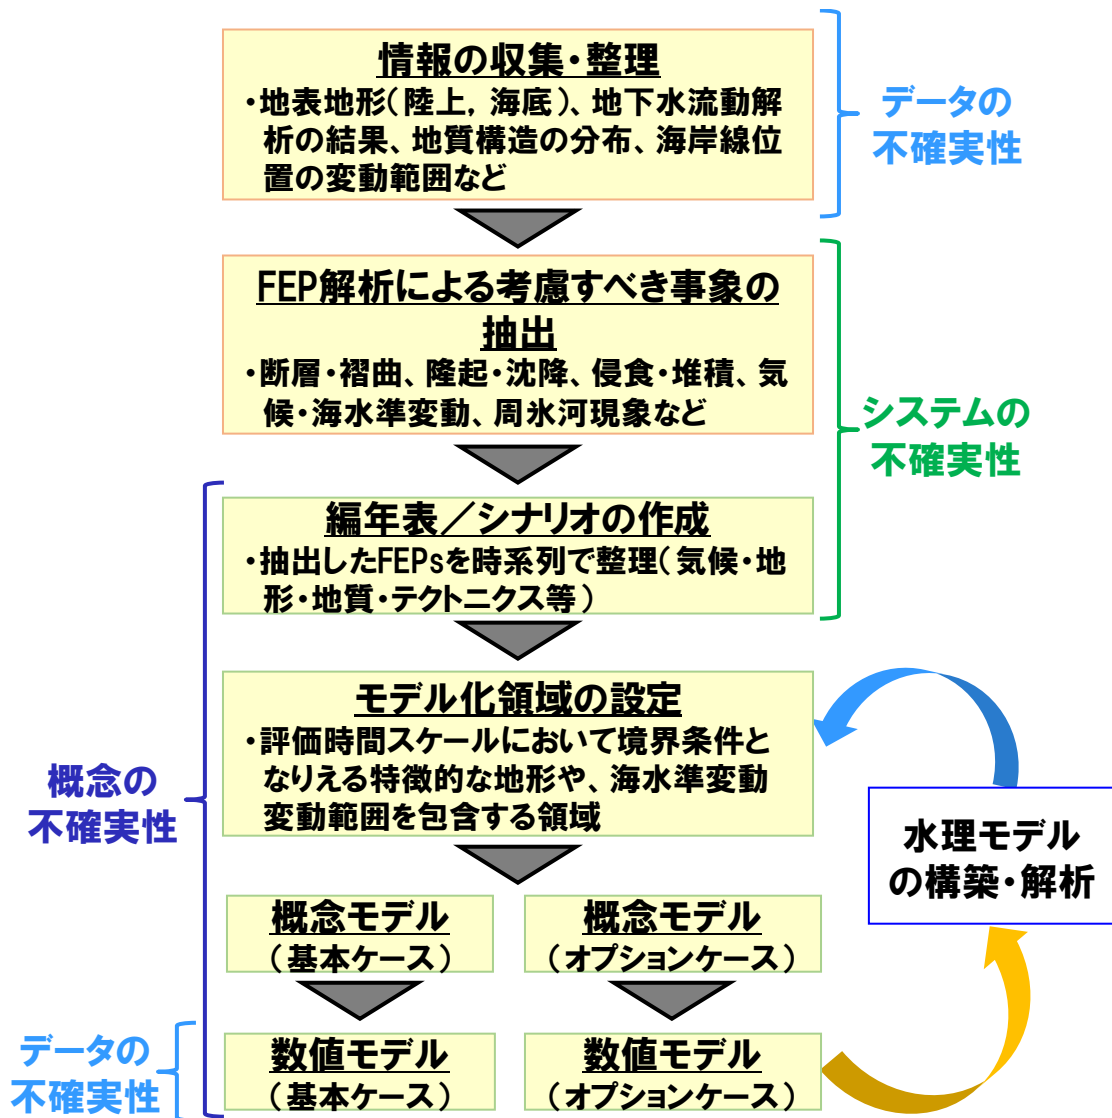 情報の収集・整理
・地表地形（陸上，海底）、地下水流動解
析の結果、地質構造の分布、海岸線位
置の変動範囲など
データの
不確実性
FEP解析による考慮すべき事象の
抽出
・断層・褶曲、隆起・沈降、侵食・堆積、気
候・海水準変動、周氷河現象など
システムの
不確実性
編年表／シナリオの作成
・抽出したFEPsを時系列で整理（気候・地
形・地質・テクトニクス等）
モデル化領域の設定
・評価時間スケールにおいて境界条件と
なりえる特徴的な地形や、海水準変動
変動範囲を包含する領域
概念の
不確実性
水理モデル
の構築・解析
概念モデル
（基本ケース）
概念モデル
（オプションケース）
数値モデル
（基本ケース）
数値モデル
（オプションケース）
データの
不確実性